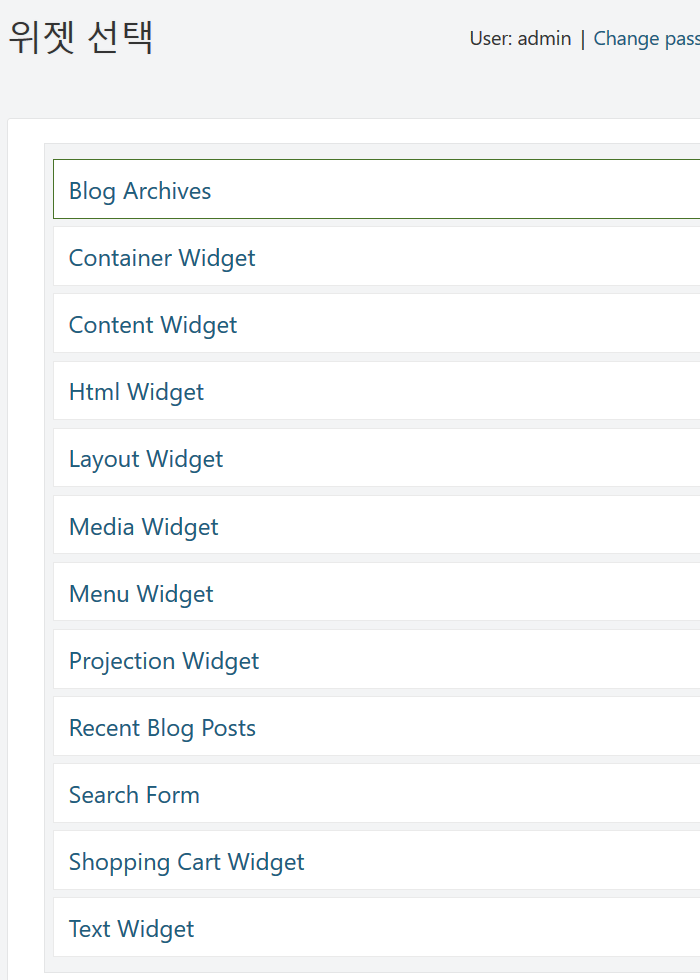 위젯 선택
User: admin | Change pass
Blog Archives
Container Widget
Content Widget
Html Widget
Layout Widget
Media Widget
Menu Widget
Projection Widget
Recent Blog Posts
Search Form
Shopping Cart Widget
Text Widget